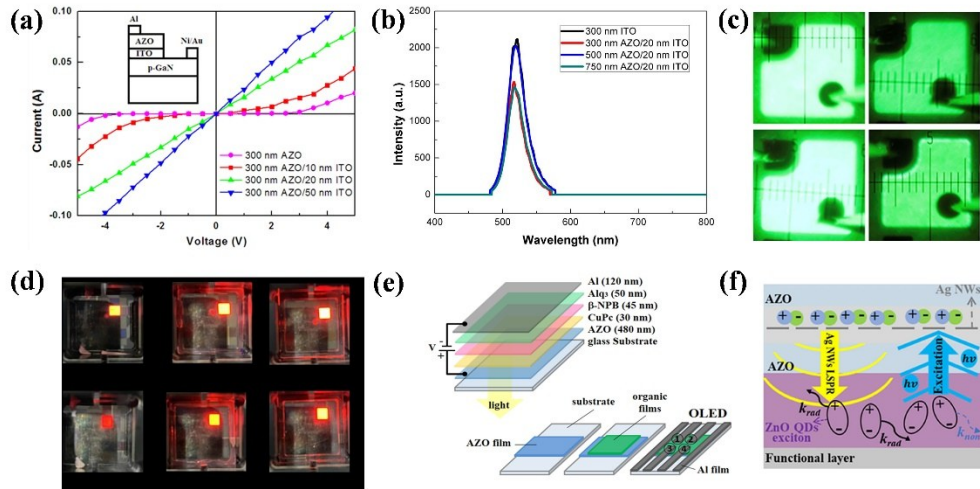 (a)
Al
AZO
ITO
Ni/Au
p-GaN
0.10
0.05
0.00
-0.05
-0.10
Current (A)
300 nm AZO
300 nm AZO/10 nm ITO
300 nm AZO/20 nm ITO
300 nm AZO/50 nm ITO
-4 -2 0 2 4
Voltage (V)
(b)
2500
2000
1500
1000
500
0
Intensity (a.u.)
300 nm ITO
300 nm AZO/20 nm ITO
500 nm AZO/20 nm ITO
750 nm AZO/20 nm ITO
400 500 600 700 800
Wavelength (nm)
(c)
5
(d)
(e)
Al (120 nm)
Alq₃ (50 nm)
β-NPB (45 nm)
CuPc (30 nm)
AZO (480 nm)
glass Substrate
V
-
+
light
substrate
organic films
OLED
AZO film
① ②
③ ④
Al film
(f)
Ag NWs
AZO
+ - + - + - + - + - + -
AZO
Ag NWs LSPR
Excitation
hν
hν
k_rad
k_rad
ZnO QDs exciton
Functional layer